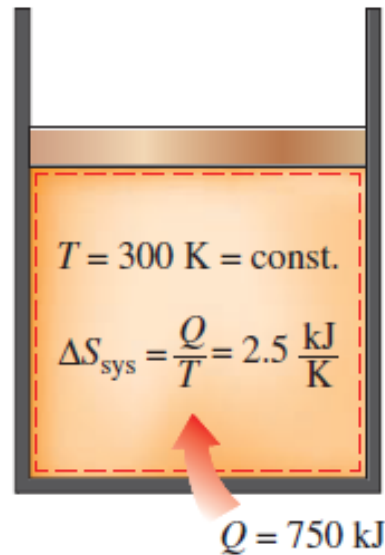 T = 300 K = const.
ΔS_sys = Q/T = 2.5 kJ/K
Q = 750 kJ